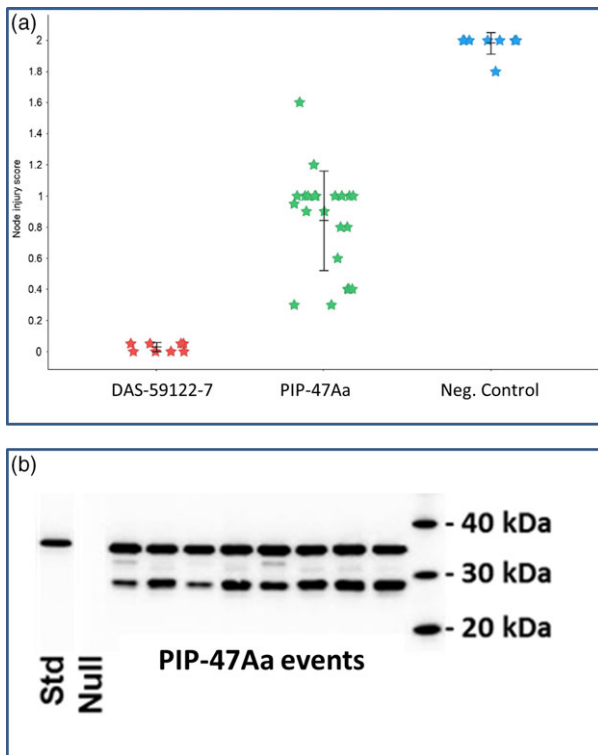 (a)
2
1.8
1.6
1.4
1.2
1
0.8
0.6
0.4
0.2
0
Node injury score
DAS-59122-7 PIP-47Aa Neg. Control
(b)
- 40 kDa
- 30 kDa
- 20 kDa
Std
Null
PIP-47Aa events